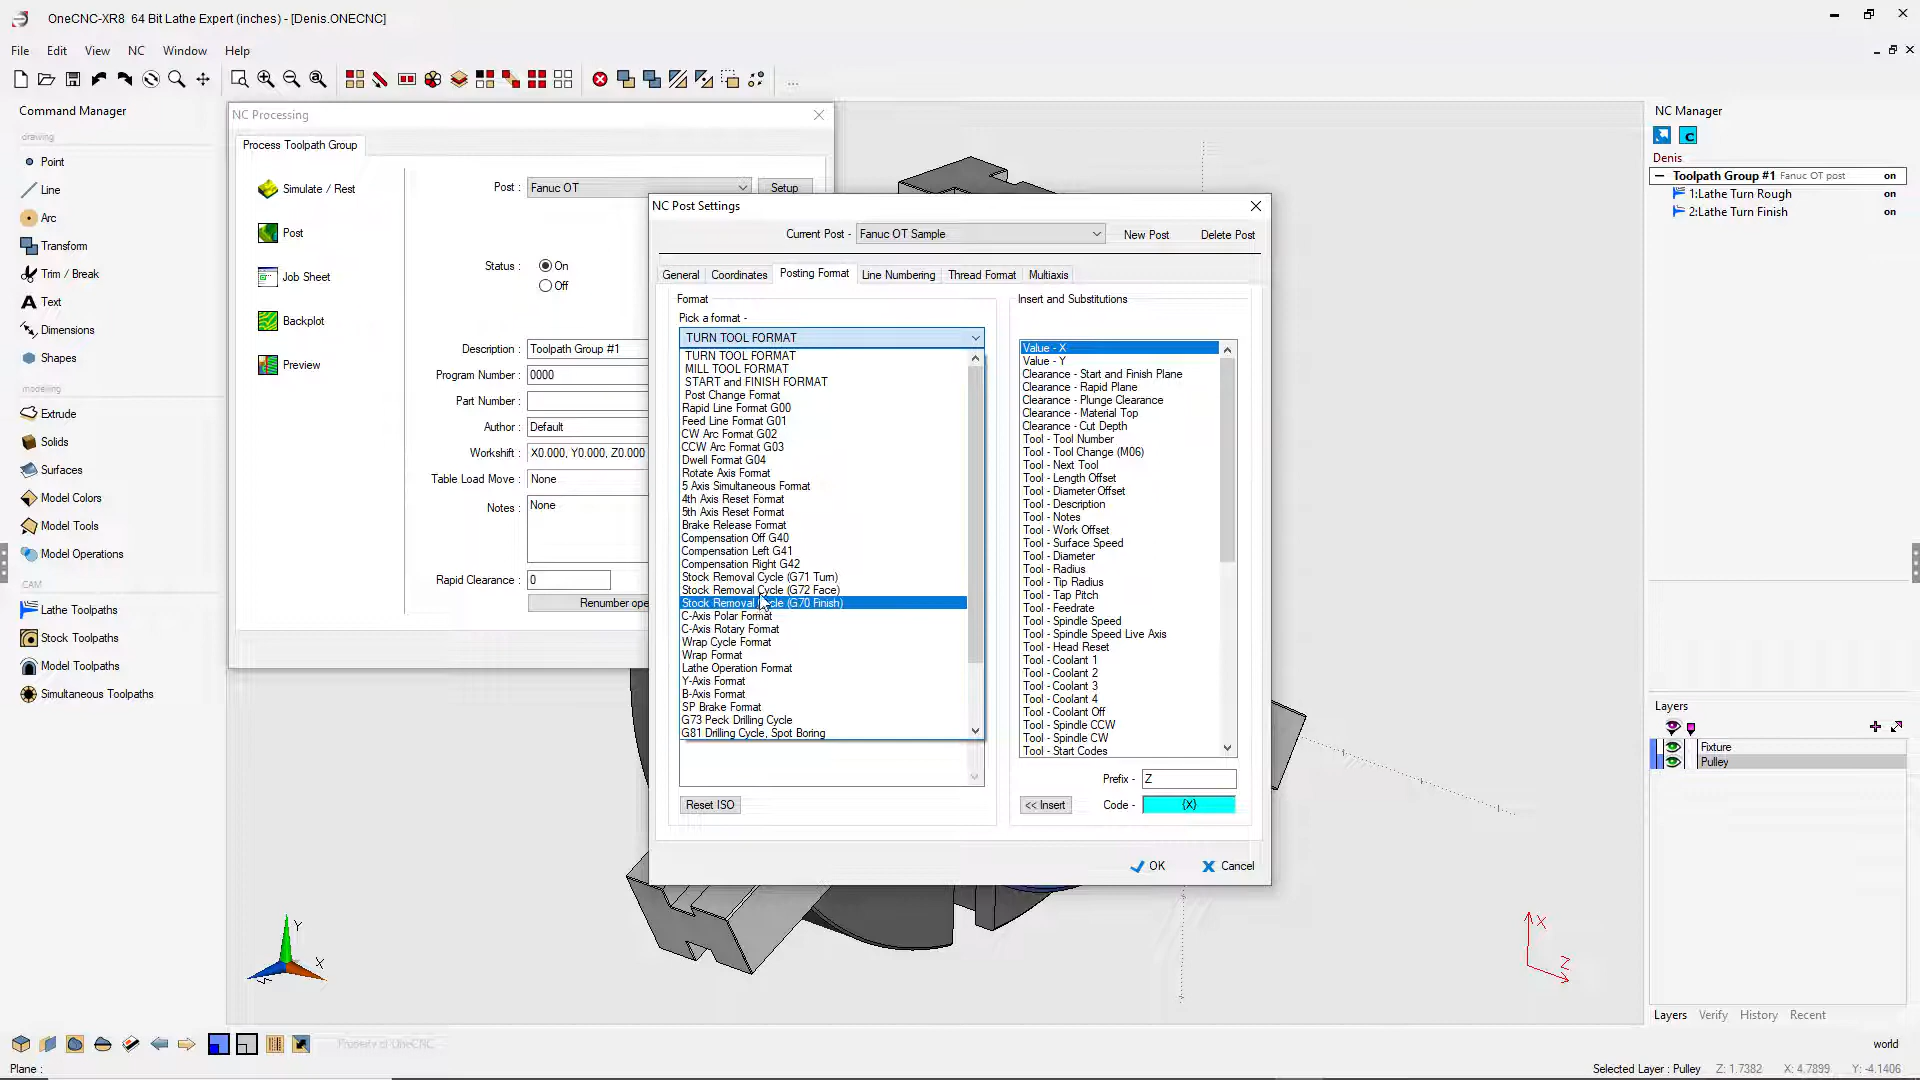 OneCNC-XR8 64 Bit Lathe Expert (inches) - [Denis.ONECNC]
File Edit View NC Window Help
...
Command Manager
drawing
Point
Line
Arc
Transform
Trim / Break
Text
Dimensions
Shapes
modelling
Extrude
Solids
Surfaces
Model Colors
Model Tools
Model Operations
CAM
Lathe Toolpaths
Stock Toolpaths
Model Toolpaths
Simultaneous Toolpaths
NC Processing
Process Toolpath Group
Simulate / Rest
Post
Job Sheet
Backplot
Preview
Post : Fanuc OT Setup
Status : On
Off
Description : Toolpath Group #1
Program Number : 0000
Part Number :
Author : Default
Workshift : X0.000, Y0.000, Z0.000
Table Load Move : None
Notes : None
Rapid Clearance : 0
Renumber ope
NC Post Settings
Current Post - Fanuc OT Sample New Post Delete Post
General Coordinates Posting Format Line Numbering Thread Format Multiaxis
Format
Pick a format -
TURN TOOL FORMAT
TURN TOOL FORMAT
MILL TOOL FORMAT
START and FINISH FORMAT
Post Change Format
Rapid Line Format G00
Feed Line Format G01
CW Arc Format G02
CCW Arc Format G03
Dwell Format G04
Rotate Axis Format
5 Axis Simultaneous Format
4th Axis Reset Format
5th Axis Reset Format
Brake Release Format
Compensation Off G40
Compensation Left G41
Compensation Right G42
Stock Removal Cycle (G71 Turn)
Stock Removal Cycle (G72 Face)
Stock Removal Cycle (G70 Finish)
C-Axis Polar Format
C-Axis Rotary Format
Wrap Cycle Format
Wrap Format
Lathe Operation Format
Y-Axis Format
B-Axis Format
SP Brake Format
G73 Peck Drilling Cycle
G81 Drilling Cycle, Spot Boring
Reset ISO
Insert and Substitutions
Value - X
Value - Y
Clearance - Start and Finish Plane
Clearance - Rapid Plane
Clearance - Plunge Clearance
Clearance - Material Top
Clearance - Cut Depth
Tool - Tool Number
Tool - Tool Change (M06)
Tool - Next Tool
Tool - Length Offset
Tool - Diameter Offset
Tool - Description
Tool - Notes
Tool - Work Offset
Tool - Surface Speed
Tool - Diameter
Tool - Radius
Tool - Tip Radius
Tool - Tap Pitch
Tool - Feedrate
Tool - Spindle Speed
Tool - Spindle Speed Live Axis
Tool - Head Reset
Tool - Coolant 1
Tool - Coolant 2
Tool - Coolant 3
Tool - Coolant 4
Tool - Coolant Off
Tool - Spindle CCW
Tool - Spindle CW
Tool - Start Codes
Prefix - Z
<< Insert Code - {X}
OK Cancel
NC Manager
C
Denis
Toolpath Group #1 Fanuc OT post on
1:Lathe Turn Rough on
2:Lathe Turn Finish on
Layers
Fixture
Pulley
Layers Verify History Recent
Y
X
X
Z
Property of OneCNC
world
Plane :
Selected Layer : Pulley Z: 1.7382 X: 4.7899 Y: -4.1406